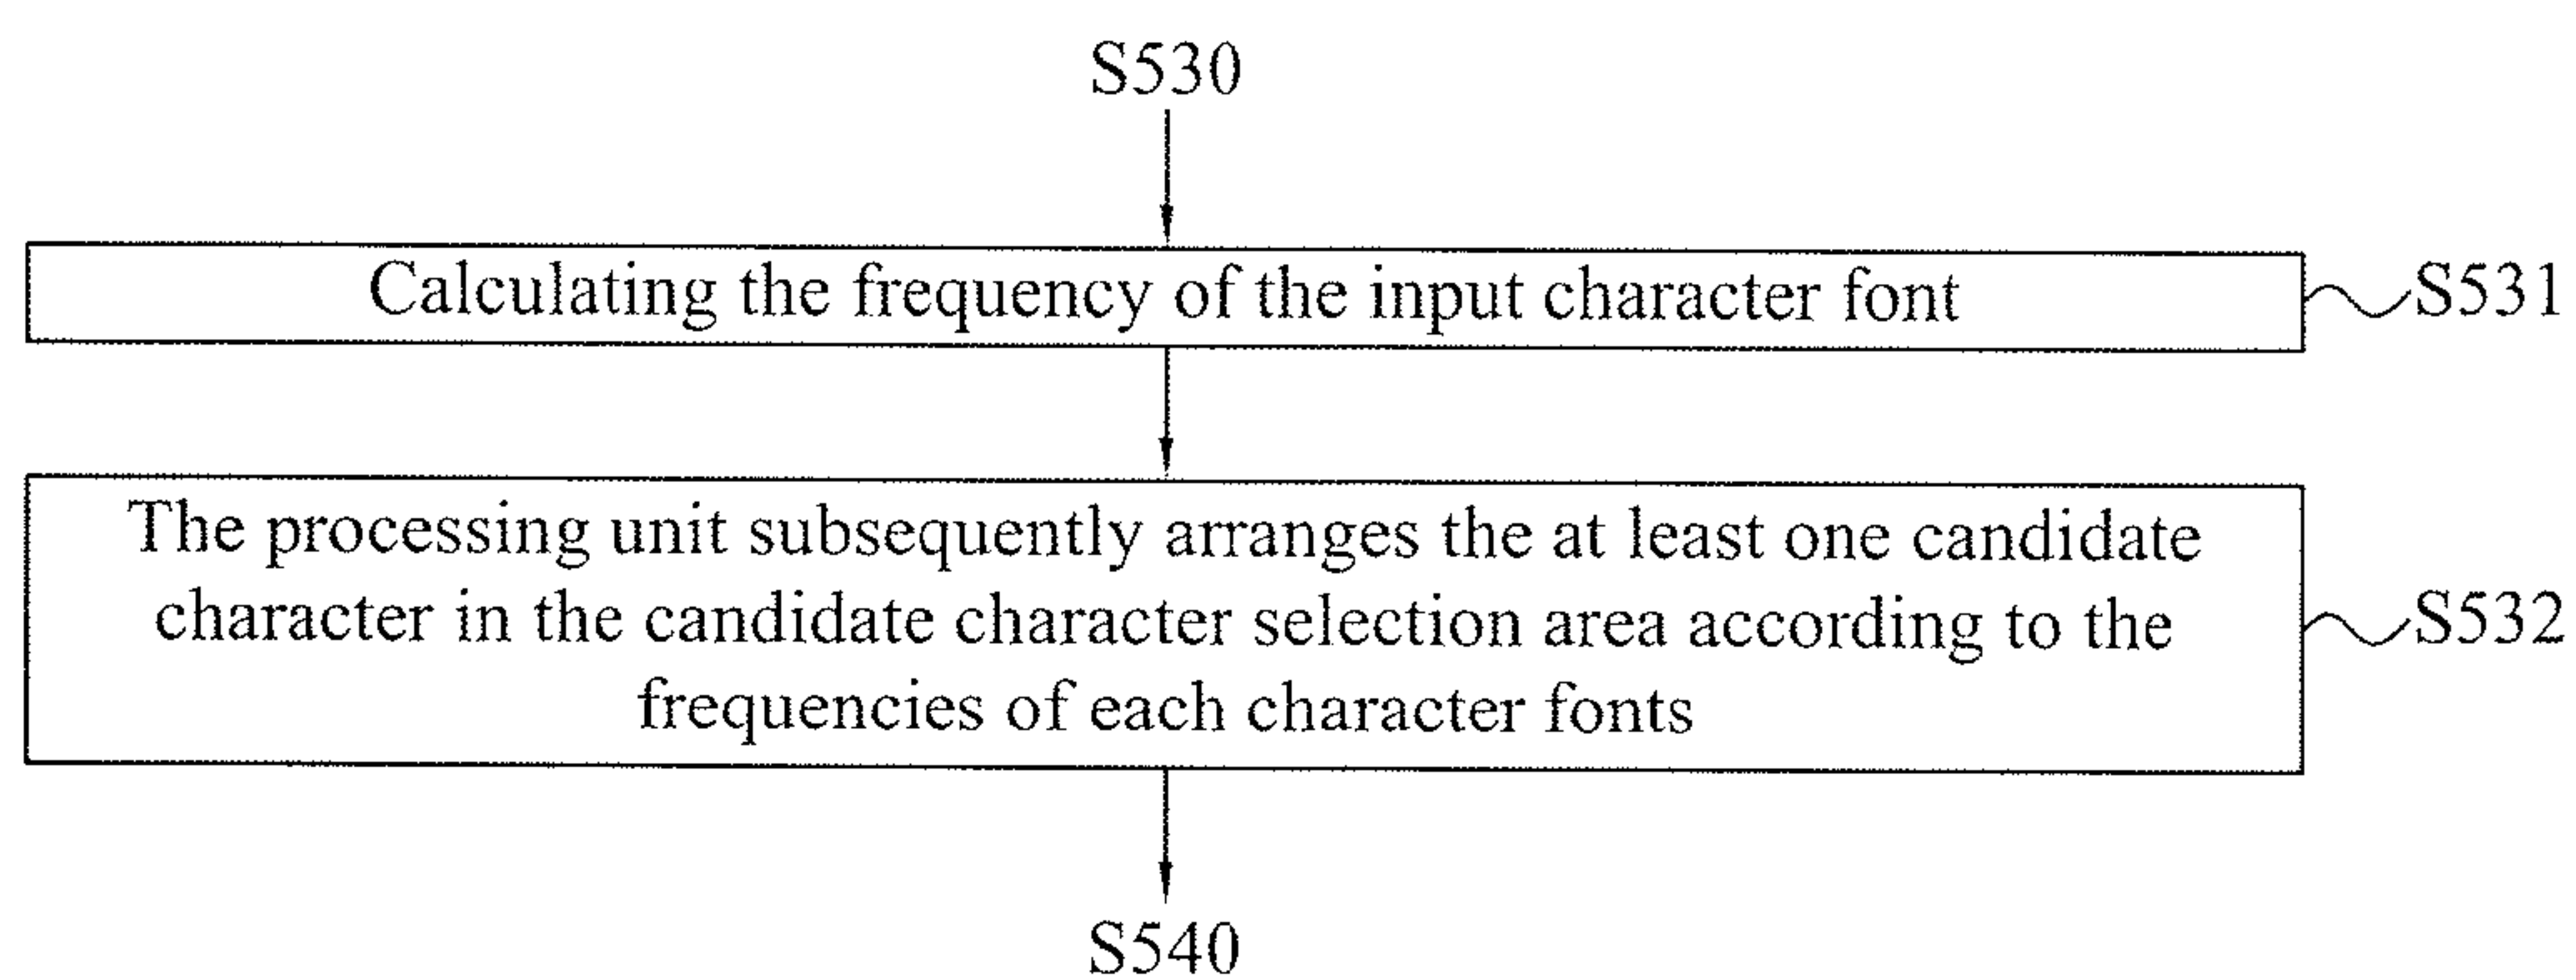 S530
Calculating the frequency of the input character font
S531
The processing unit subsequently arranges the at least one candidate
character in the candidate character selection area according to the
frequencies of each character fonts
S532
S540